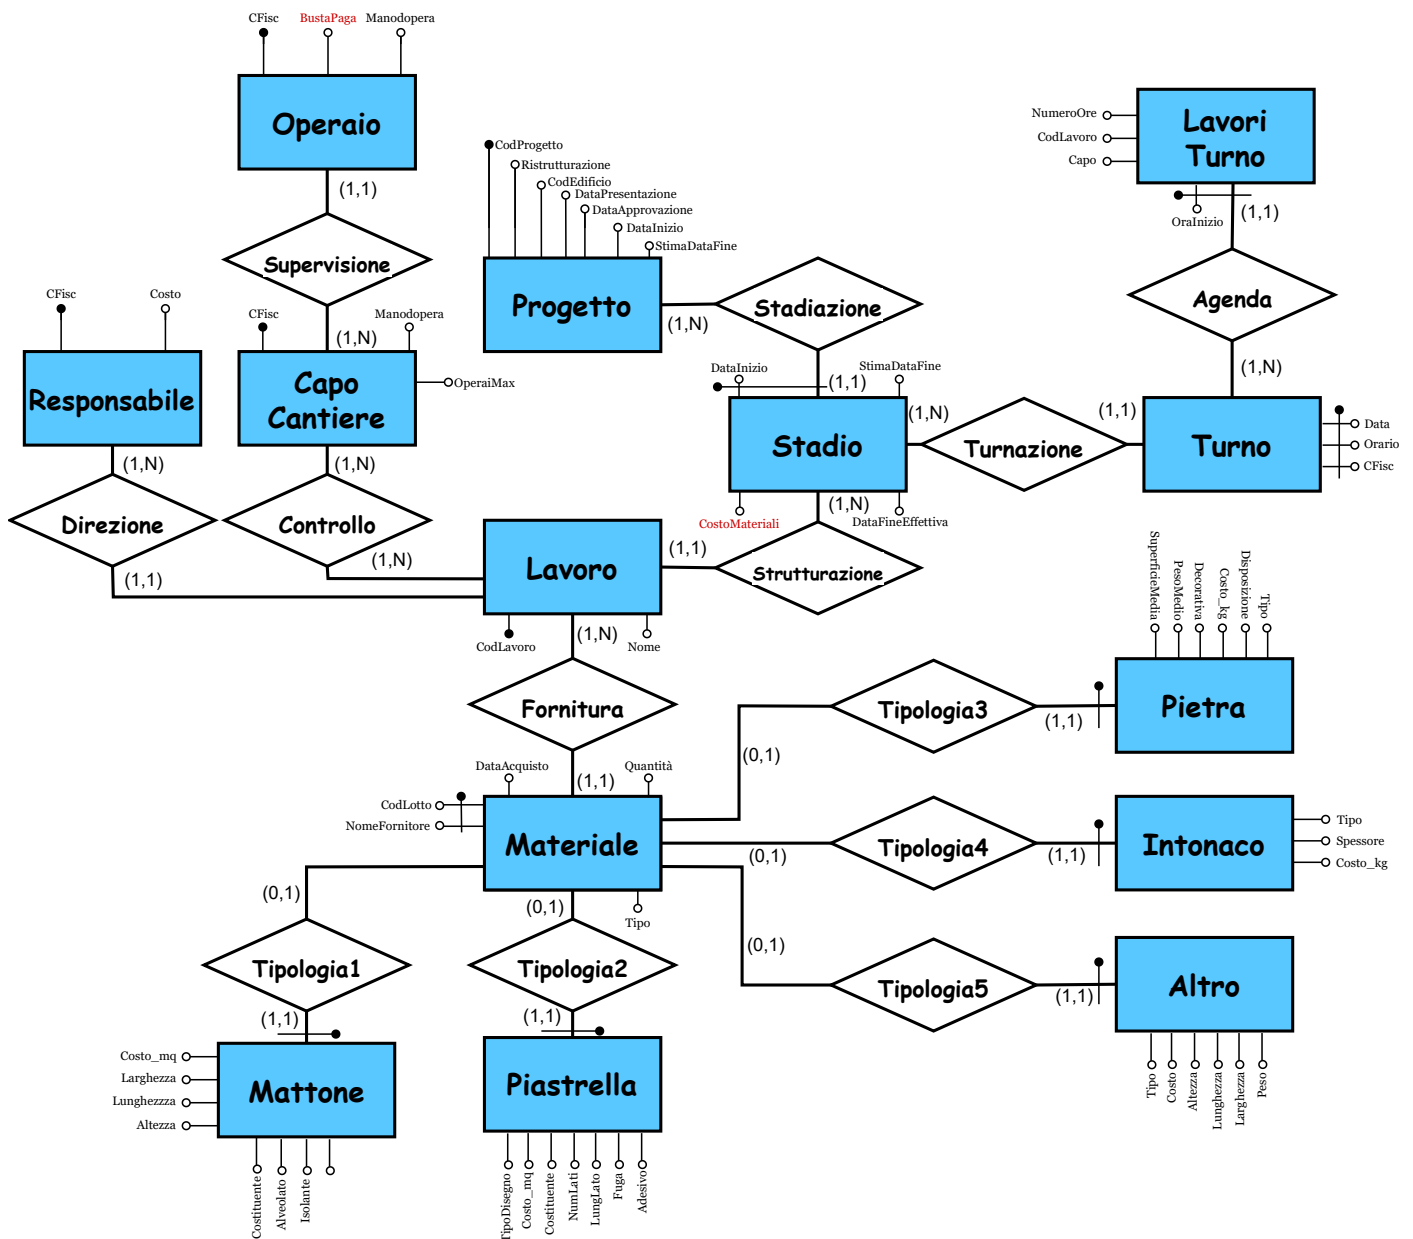 CFisc
BustaPaga
Manodopera
Operaio
(1,1)
Supervisione
(1,N)
CFisc
Costo
Responsabile
CFisc
Manodopera
OperaiMax
Capo
Cantiere
(1,N)
(1,N)
Direzione
Controllo
(1,1)
(1,N)
CodProgetto
Ristrutturazione
CodEdificio
DataPresentazione
DataApprovazione
DataInizio
StimaDataFine
Progetto
(1,N)
Stadiazione
(1,1)
DataInizio
StimaDataFine
Stadio
CostoMateriali
DataFineEffettiva
(1,N)
Turnazione
(1,1)
NumeroOre
CodLavoro
Capo
Lavori
Turno
OraInizio
(1,1)
Agenda
(1,N)
Turno
Data
Orario
CFisc
(1,N)
Strutturazione
(1,1)
Lavoro
CodLavoro
Nome
(1,N)
Fornitura
(1,1)
DataAcquisto
Quantità
CodLotto
NomeFornitore
Materiale
Tipo
(0,1)
Tipologia3
(1,1)
SuperficieMedia
PesoMedio
Decorativa
Costo_kg
Disposizione
Tipo
Pietra
(0,1)
Tipologia4
(1,1)
Intonaco
Tipo
Spessore
Costo_kg
(0,1)
Tipologia5
(1,1)
Altro
Tipo
Costo
Altezza
Lunghezza
Larghezza
Peso
(0,1)
Tipologia1
(1,1)
Costo_mq
Larghezza
Lunghezzza
Altezza
Mattone
Costituente
Alveolato
Isolante
(0,1)
Tipologia2
(1,1)
Piastrella
TipoDisegno
Costo_mq
Costituente
NumLati
LungLato
Fuga
Adesivo